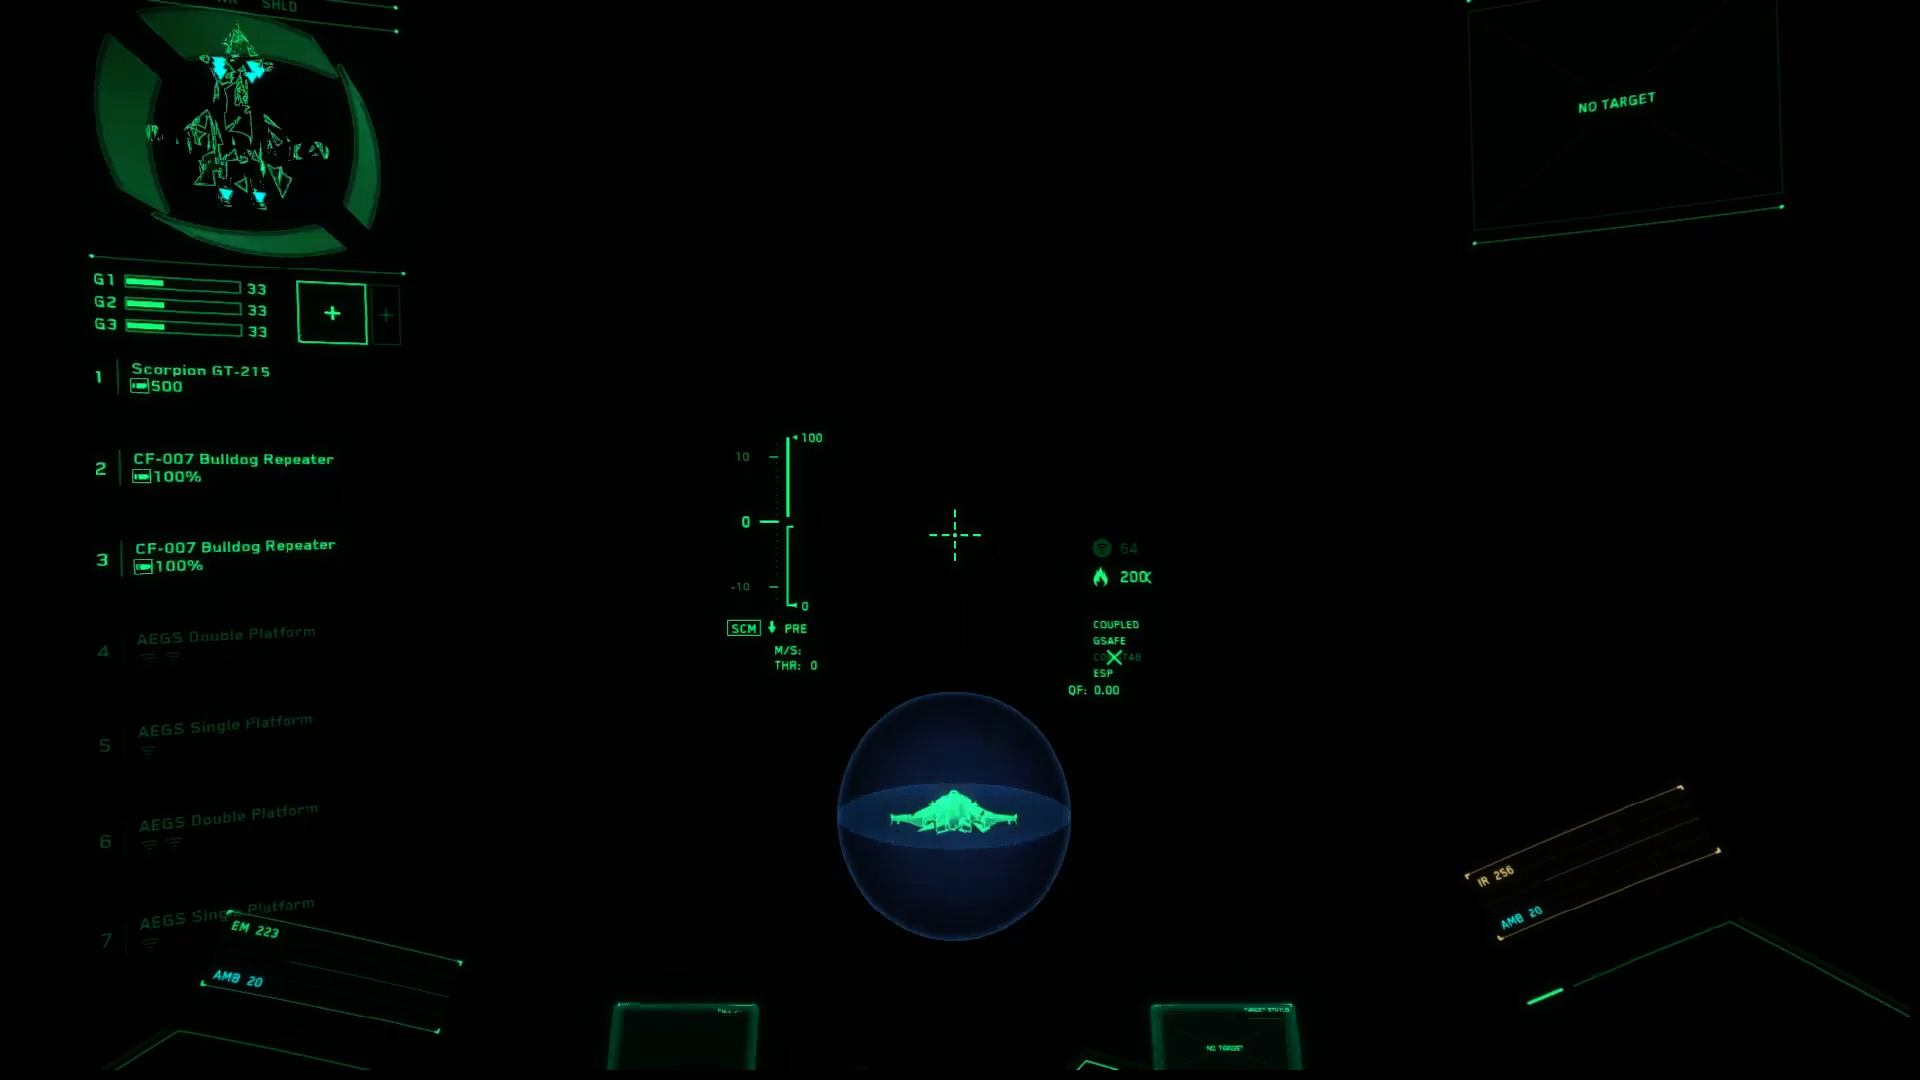 SHLD
NO TARGET
G1 33
G2 33
G3 33
1 Scorpion GT-215
500
2 CF-007 Bulldog Repeater
100%
3 CF-007 Bulldog Repeater
100%
4 AEGS Double Platform
5 AEGS Single Platform
6 AEGS Double Platform
7 AEGS Single Platform
EM 223
AMB 20
100
10
0
-10
0
SCM PRE
M/S:
THR: 0
64
200K
COUPLED
GSAFE
ESP
QF: 0.00
IR 256
AMB 20
TARGET STATUS
NO TARGET